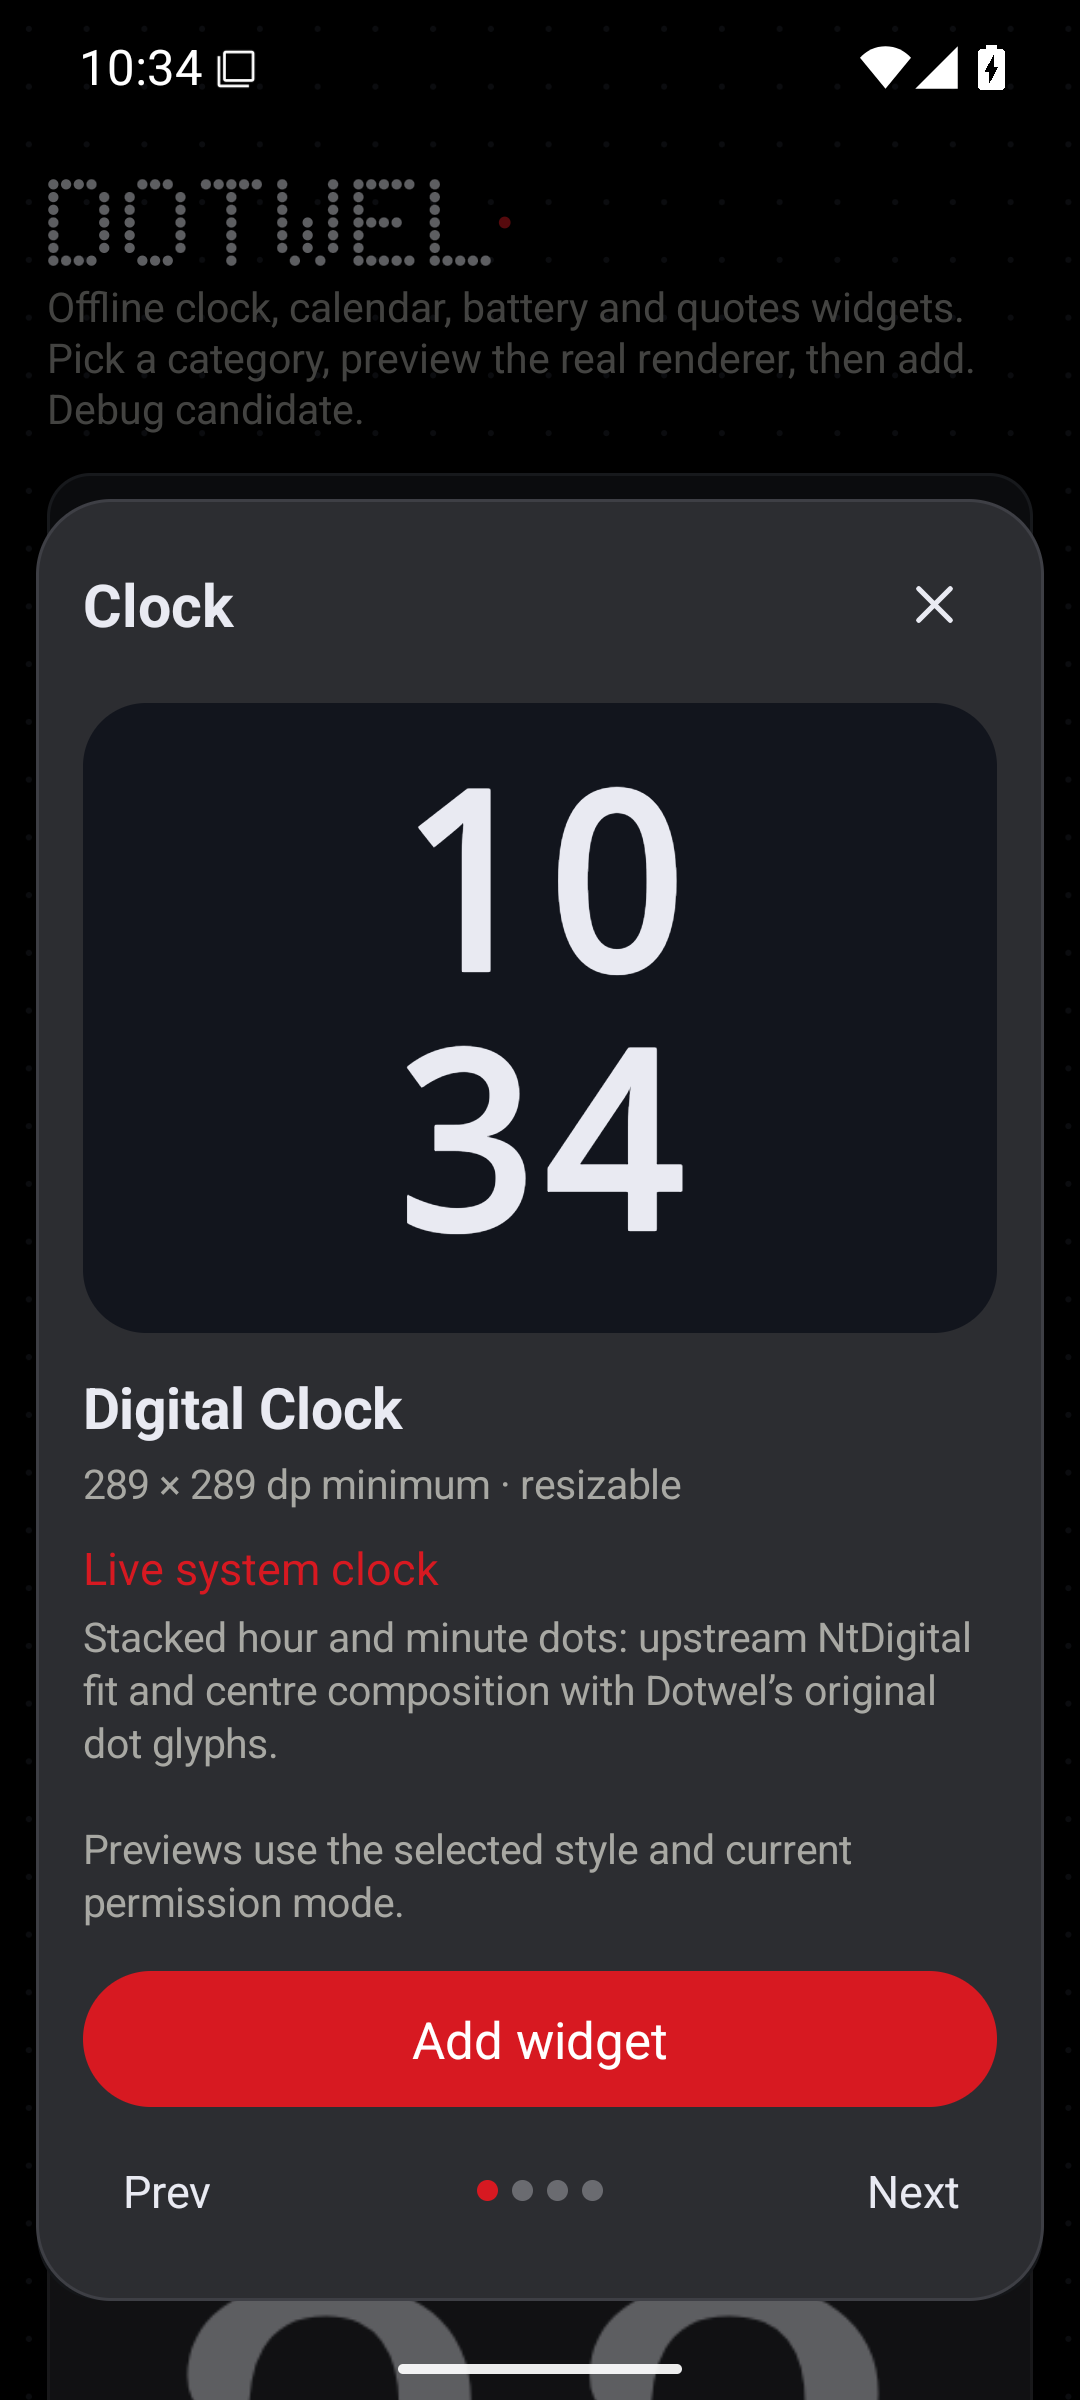 10:34
DOTWEL
Offline clock, calendar, battery and quotes widgets.
Pick a category, preview the real renderer, then add.
Debug candidate.
Clock
10
34
Digital Clock
289 × 289 dp minimum · resizable
Live system clock
Stacked hour and minute dots: upstream NtDigital
fit and centre composition with Dotwel’s original
dot glyphs.
Previews use the selected style and current
permission mode.
Add widget
Prev
Next